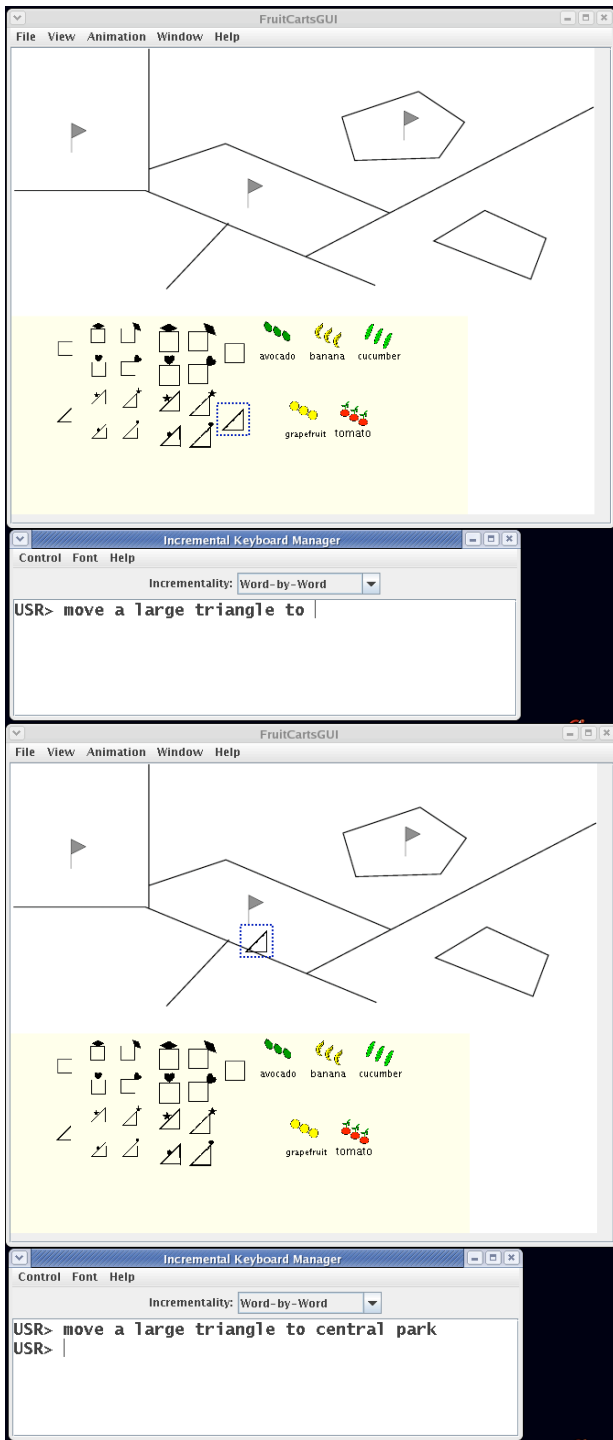 FruitCartsGUI
File View Animation Window Help
avocado banana cucumber
grapefruit tomato
Incremental Keyboard Manager
Control Font Help
Incrementality: Word-by-Word
USR> move a large triangle to
FruitCartsGUI
File View Animation Window Help
avocado banana cucumber
grapefruit tomato
Incremental Keyboard Manager
Control Font Help
Incrementality: Word-by-Word
USR> move a large triangle to central park
USR>